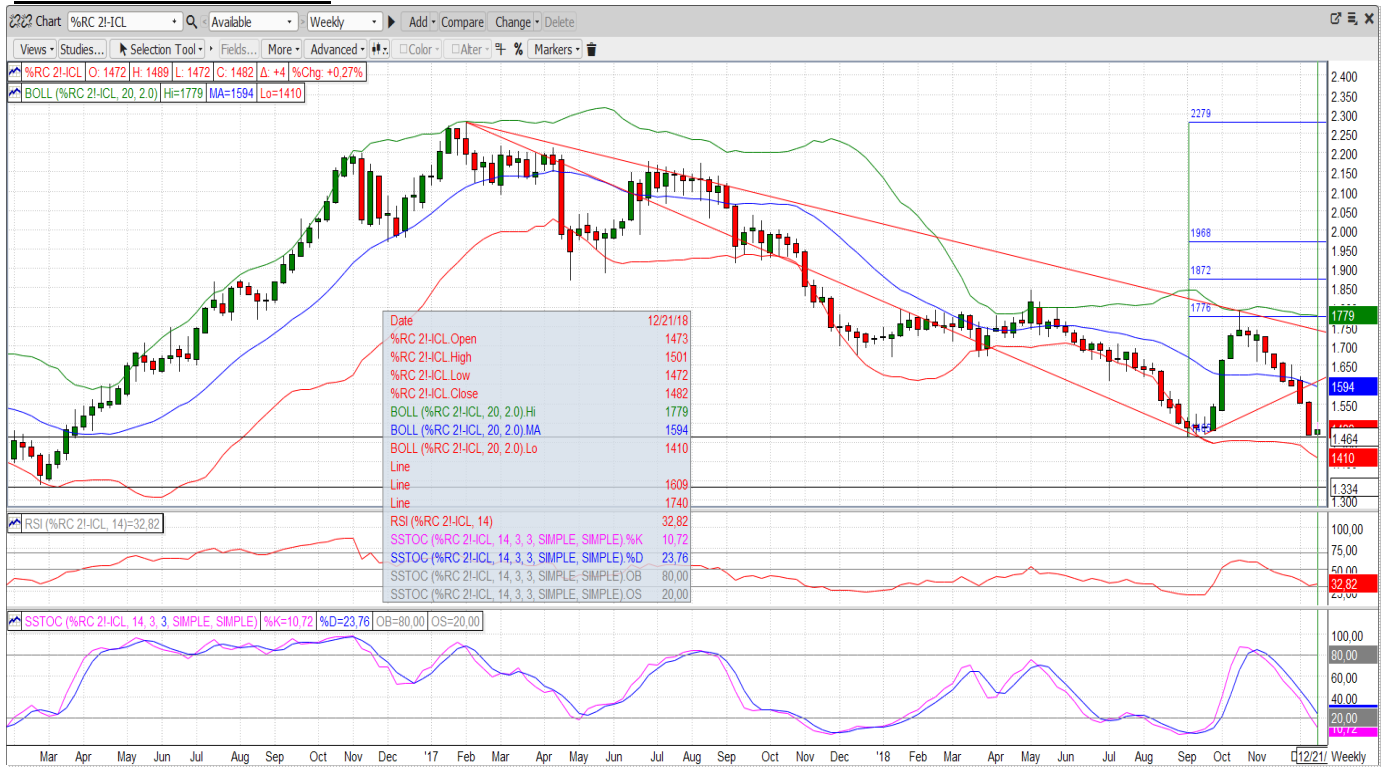 Chart %RC 2!-ICL Available Weekly Add Compare Change Delete
Views Studies... Selection Tool Fields... More Advanced Color Alter % Markers
%RC 2!-ICL O: 1472 H: 1489 L: 1472 C: 1482 Δ: +4 %Chg: +0,27%
BOLL (%RC 2!-ICL, 20, 2.0) Hi=1779 MA=1594 Lo=1410
2279
1968
1872
1776
2.400
2.350
2.300
2.250
2.200
2.150
2.100
2.050
2.000
1.950
1.900
1.850
1779
1.750
1.700
1.650
1594
1.550
1.464
1410
1.334
1.300
Date 12/21/18
%RC 2!-ICL.Open 1473
%RC 2!-ICL.High 1501
%RC 2!-ICL.Low 1472
%RC 2!-ICL.Close 1482
BOLL (%RC 2!-ICL, 20, 2.0).Hi 1779
BOLL (%RC 2!-ICL, 20, 2.0).MA 1594
BOLL (%RC 2!-ICL, 20, 2.0).Lo 1410
Line
Line 1609
Line 1740
RSI (%RC 2!-ICL, 14) 32,82
SSTOC (%RC 2!-ICL, 14, 3, 3, SIMPLE, SIMPLE).%K 10,72
SSTOC (%RC 2!-ICL, 14, 3, 3, SIMPLE, SIMPLE).%D 23,76
SSTOC (%RC 2!-ICL, 14, 3, 3, SIMPLE, SIMPLE).OB 80,00
SSTOC (%RC 2!-ICL, 14, 3, 3, SIMPLE, SIMPLE).OS 20,00
RSI (%RC 2!-ICL, 14)=32,82
100,00
75,00
50,00
32,82
25,00
SSTOC (%RC 2!-ICL, 14, 3, 3, SIMPLE, SIMPLE) %K=10,72 %D=23,76 OB=80,00 OS=20,00
100,00
80,00
60,00
40,00
20,00
10,72
Mar Apr May Jun Jul Aug Sep Oct Nov Dec '17 Feb Mar Apr May Jun Jul Aug Sep Oct Nov Dec '18 Feb Mar Apr May Jun Jul Aug Sep Oct Nov D 12/21/ Weekly